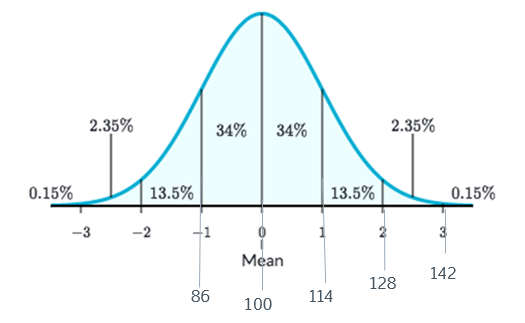 2.35% 2.35%
34% 34%
0.15% 13.5% 13.5% 0.15%
−3 −2 −1 0 1 2 3
Mean
86 100 114 128 142